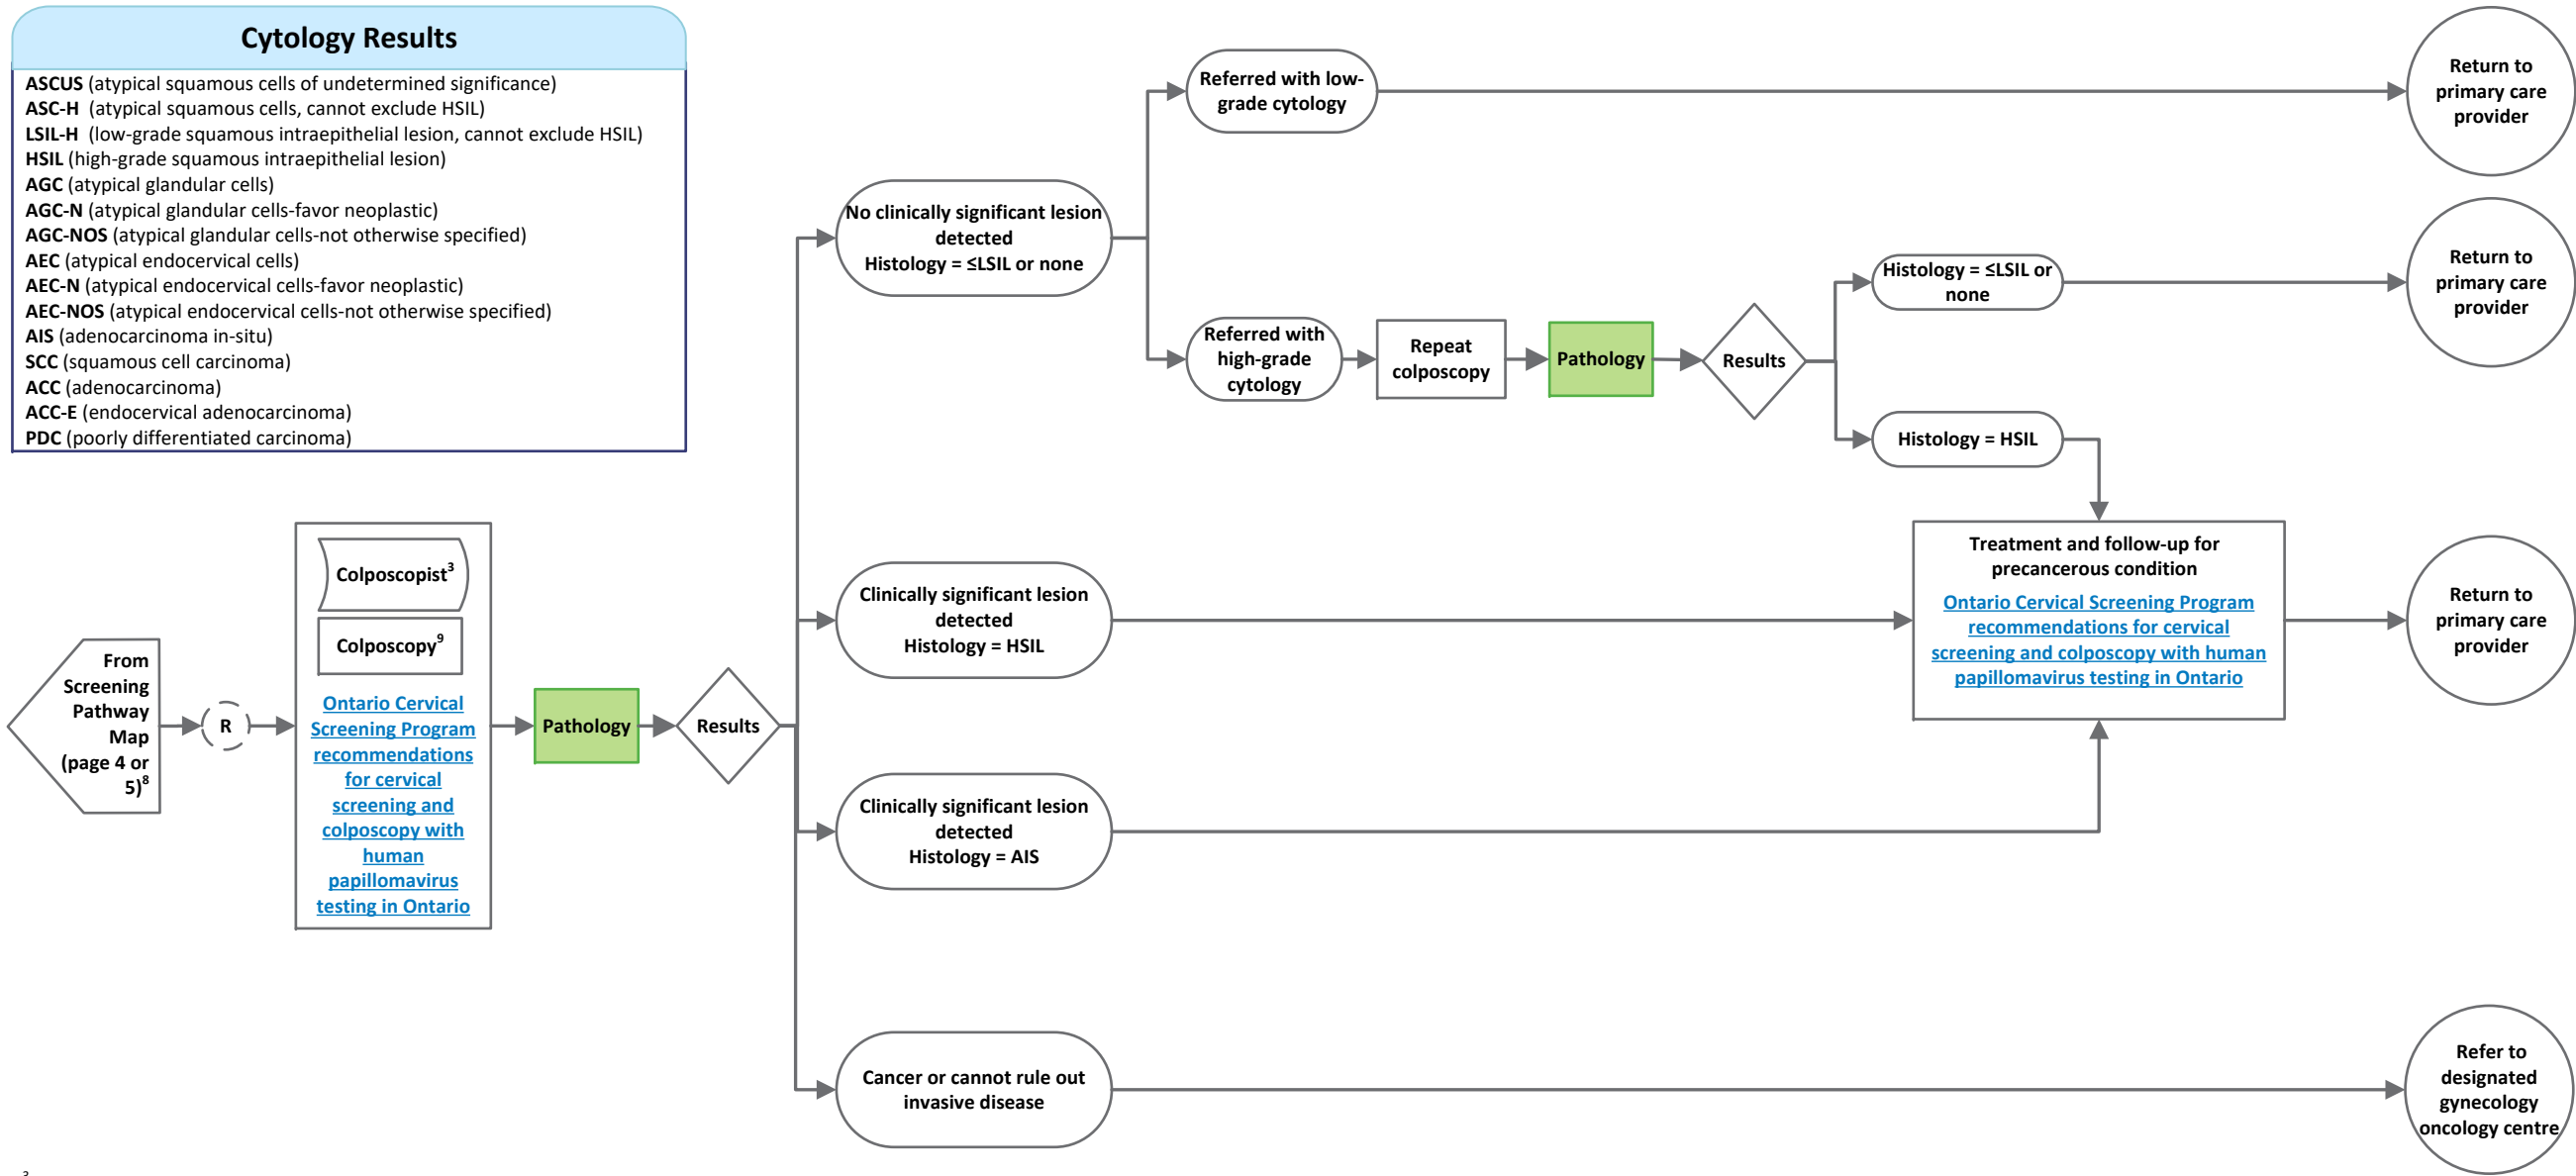 Cytology Results
ASCUS (atypical squamous cells of undetermined significance)
ASC-H (atypical squamous cells, cannot exclude HSIL)
LSIL-H (low-grade squamous intraepithelial lesion, cannot exclude HSIL)
HSIL (high-grade squamous intraepithelial lesion)
AGC (atypical glandular cells)
AGC-N (atypical glandular cells-favor neoplastic)
AGC-NOS (atypical glandular cells-not otherwise specified)
AEC (atypical endocervical cells)
AEC-N (atypical endocervical cells-favor neoplastic)
AEC-NOS (atypical endocervical cells-not otherwise specified)
AIS (adenocarcinoma in-situ)
SCC (squamous cell carcinoma)
ACC (adenocarcinoma)
ACC-E (endocervical adenocarcinoma)
PDC (poorly differentiated carcinoma)
From
Screening
Pathway
Map
(page 4 or
5)⁸
R
Colposcopist³
Colposcopy⁹
Ontario Cervical
Screening Program
recommendations
for cervical
screening and
colposcopy with
human
papillomavirus
testing in Ontario
Pathology
Results
No clinically significant lesion
detected
Histology = ≤LSIL or none
Referred with low-
grade cytology
Return to
primary care
provider
Referred with
high-grade
cytology
Repeat
colposcopy
Pathology
Results
Histology = ≤LSIL or
none
Return to
primary care
provider
Histology = HSIL
Clinically significant lesion
detected
Histology = HSIL
Treatment and follow-up for
precancerous condition
Ontario Cervical Screening Program
recommendations for cervical
screening and colposcopy with human
papillomavirus testing in Ontario
Return to
primary care
provider
Clinically significant lesion
detected
Histology = AIS
Cancer or cannot rule out
invasive disease
Refer to
designated
gynecology
oncology centre
³